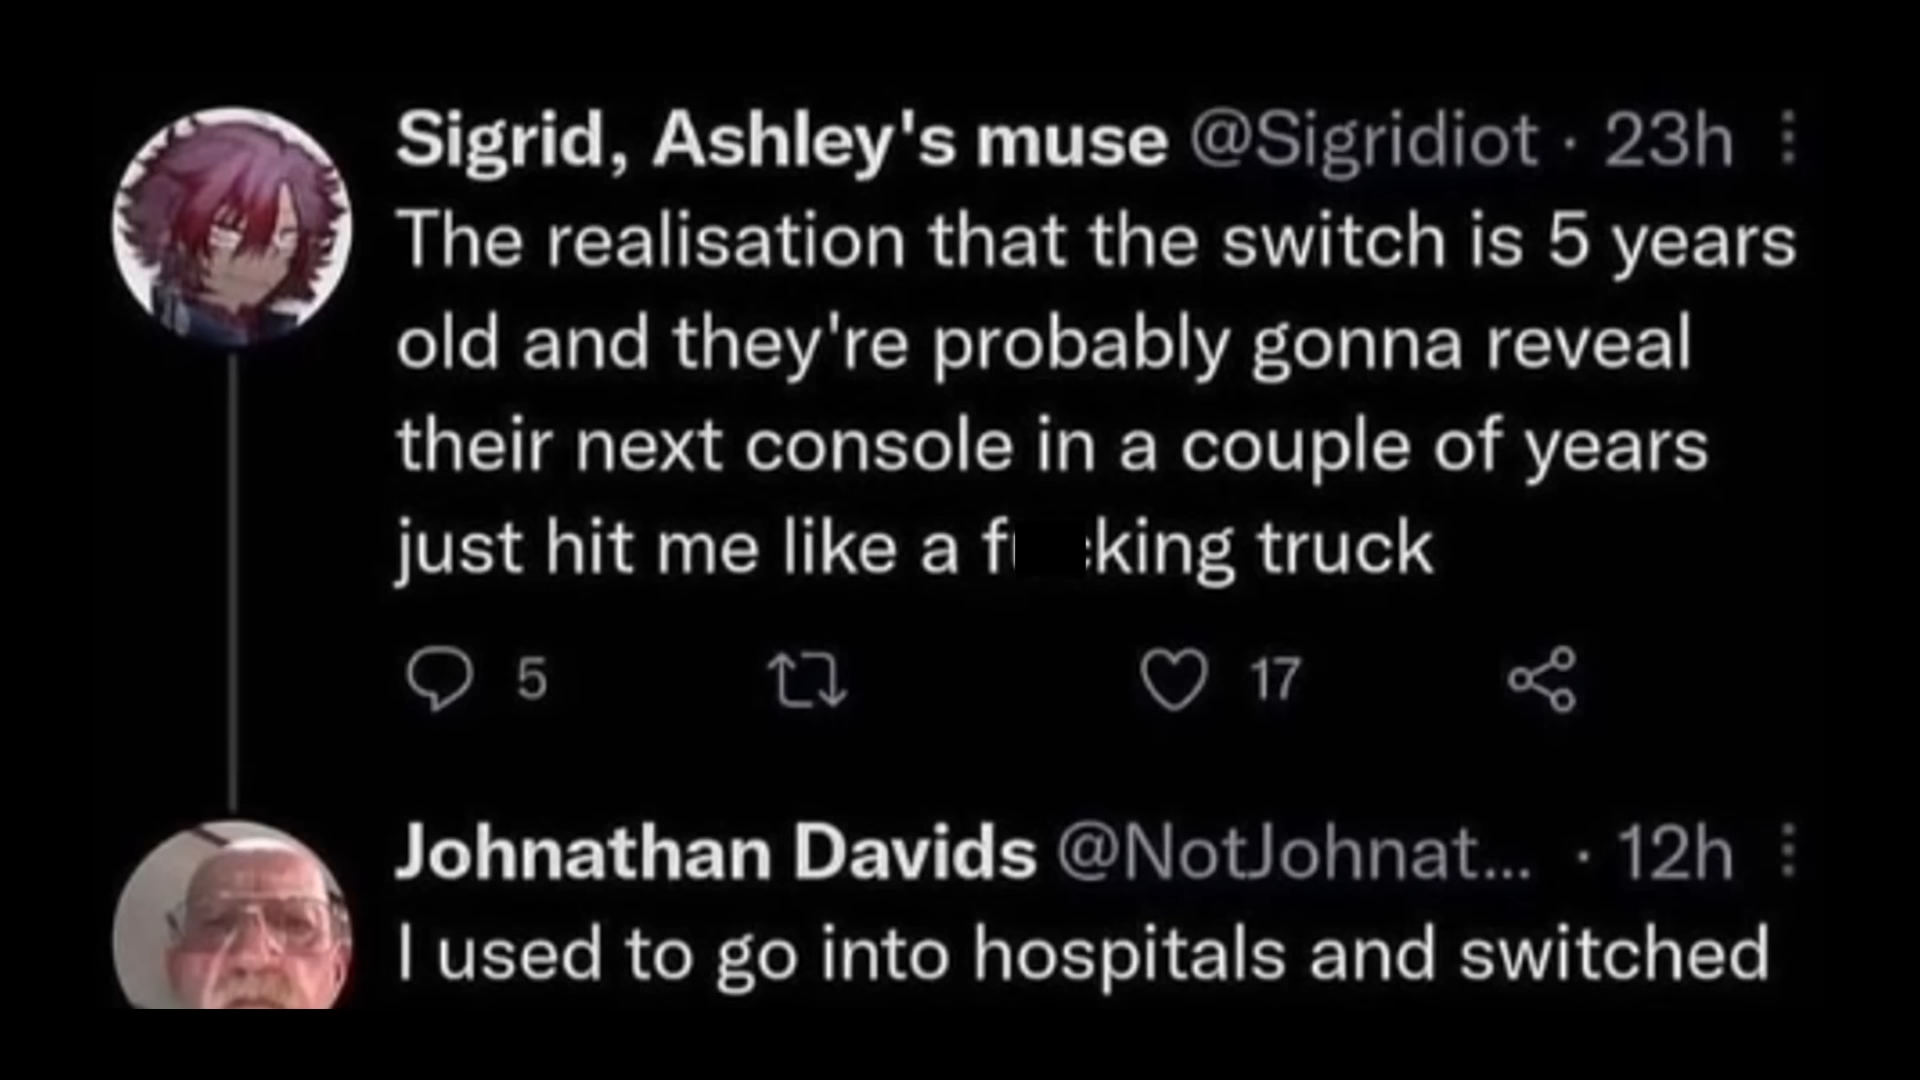 Sigrid, Ashley's muse @Sigridiot · 23h
The realisation that the switch is 5 years
old and they're probably gonna reveal
their next console in a couple of years
just hit me like a f king truck
5 17
Johnathan Davids @NotJohnat... · 12h
I used to go into hospitals and switched